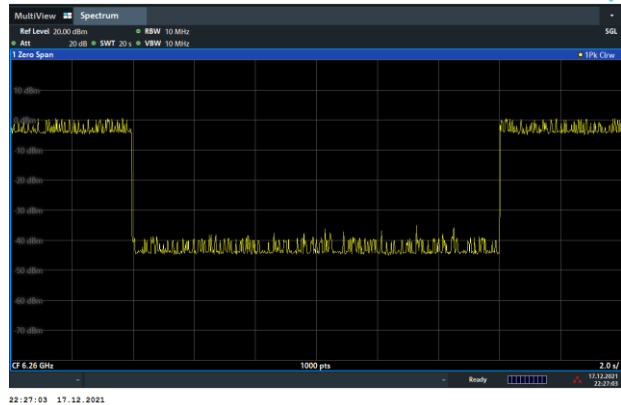 MultiView Spectrum
Ref Level 20.00 dBm RBW 10 MHz SGL
Att 20 dB SWT 20 s VBW 10 MHz
1 Zero Span 1Pk Clrw
10 dBm
0 dBm
-10 dBm
-20 dBm
-30 dBm
-40 dBm
-50 dBm
-60 dBm
-70 dBm
CF 6.26 GHz 1000 pts 2.0 s/
Ready 17.12.2021
22:27:03
22:27:03 17.12.2021